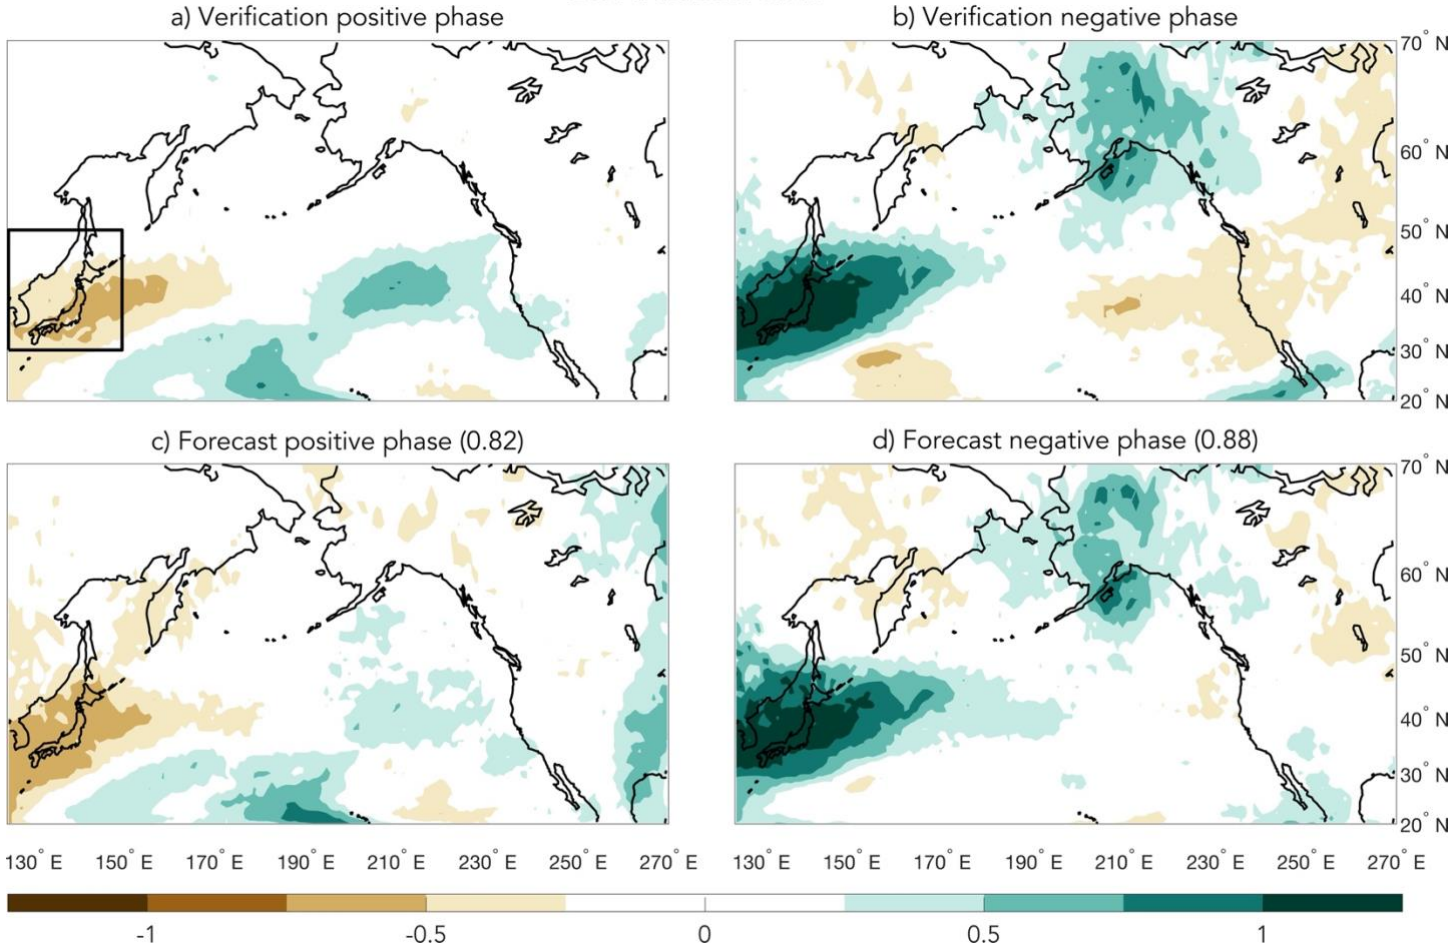 a) Verification positive phase
b) Verification negative phase
70° N
60° N
50° N
40° N
30° N
20° N
c) Forecast positive phase (0.82)
d) Forecast negative phase (0.88)
70° N
60° N
50° N
40° N
30° N
20° N
130° E 150° E 170° E 190° E 210° E 230° E 250° E 270° E
130° E 150° E 170° E 190° E 210° E 230° E 250° E 270° E
-1 -0.5 0 0.5 1